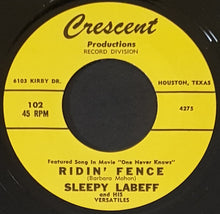 Crescent
Productions
RECORD DIVISION
6103 KIRBY DR.
HOUSTON, TEXAS
102
45 RPM
4275
Featured Song In Movie "One Never Knows"
RIDIN' FENCE
(Barbara Mahon)
SLEEPY LABEFF
AND HIS
VERSATILES